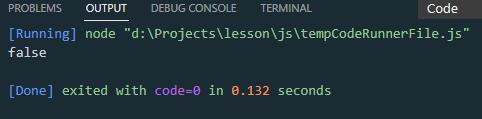 PROBLEMS OUTPUT DEBUG CONSOLE TERMINAL Code
[Running] node "d:\Projects\lesson\js\tempCodeRunnerFile.js"
false
[Done] exited with code=0 in 0.132 seconds